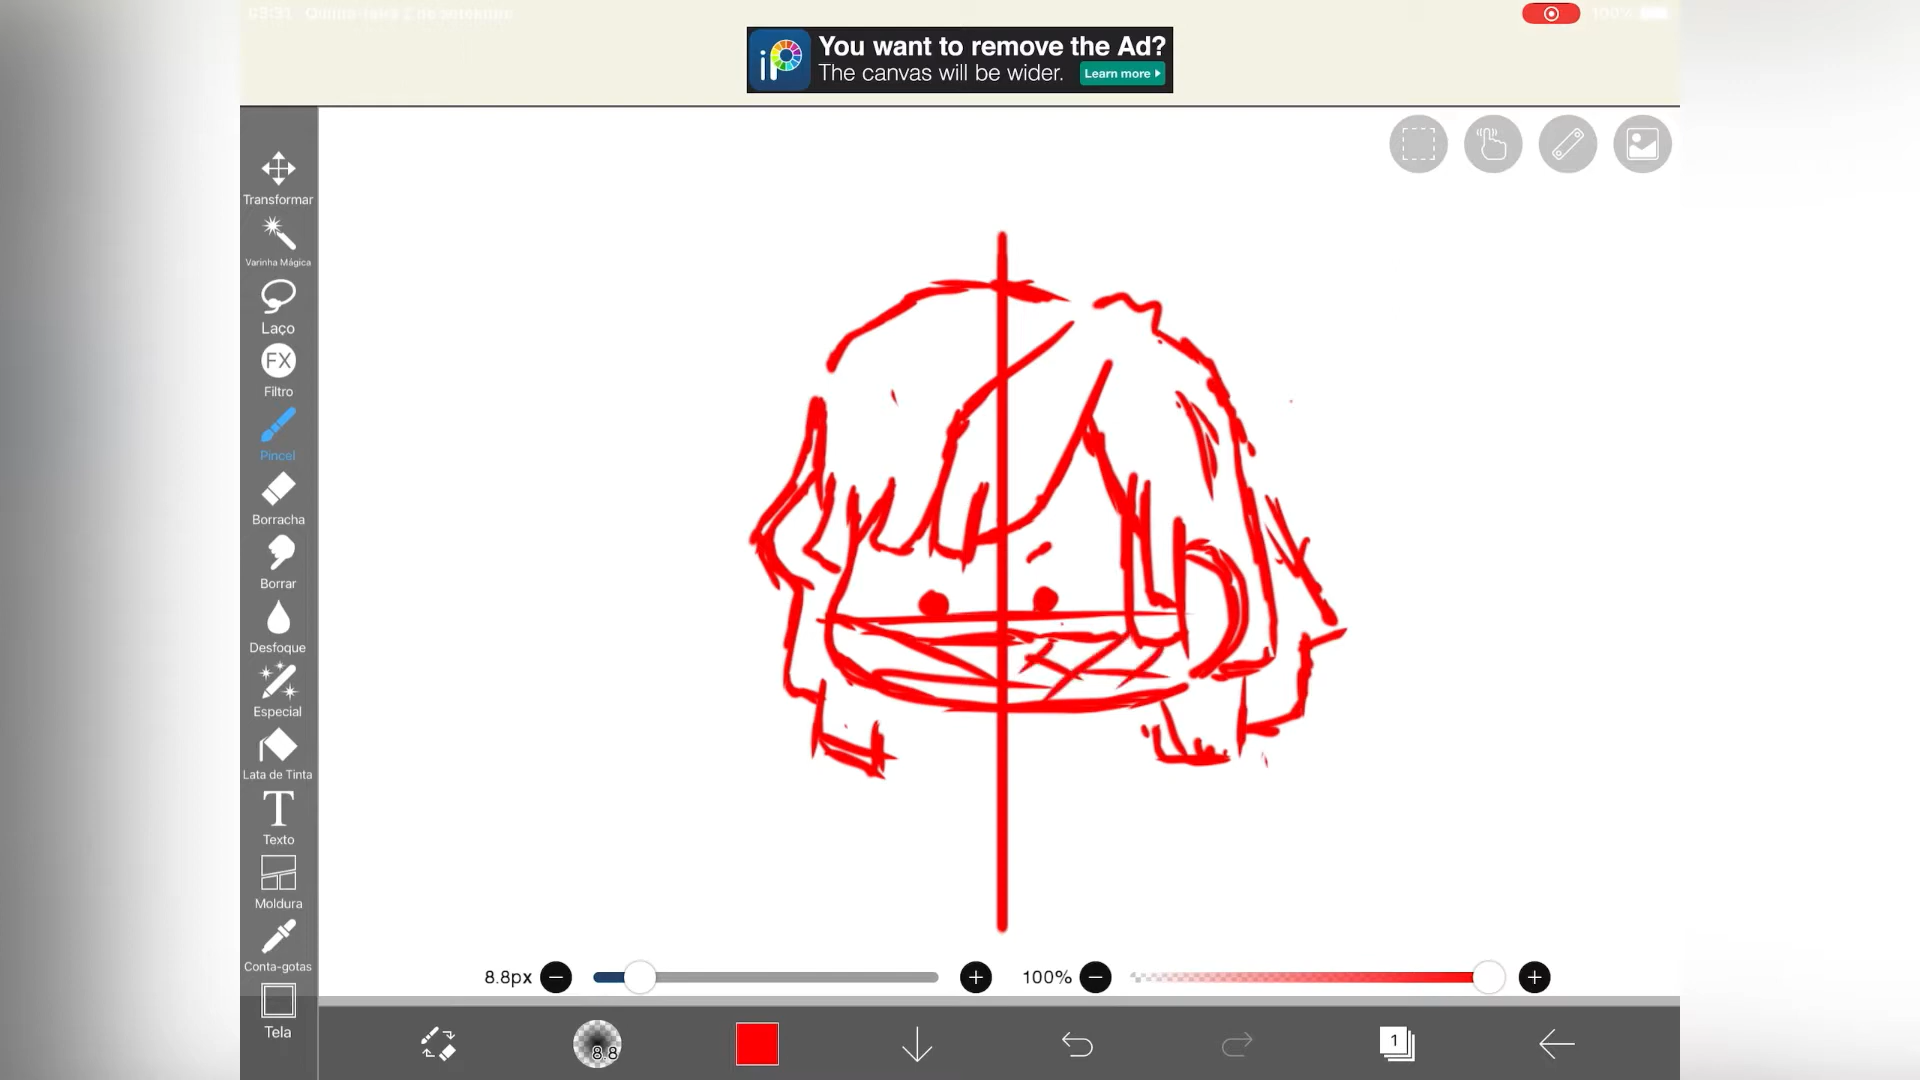 You want to remove the Ad?
The canvas will be wider.
Learn more
iP
Transformar
Varinha Mágica
Laço
FX
Filtro
Pincel
Borracha
Borrar
Desfoque
Especial
Lata de Tinta
T
Texto
Moldura
Conta-gotas
Tela
8.8px
100%
8.8
1
100%